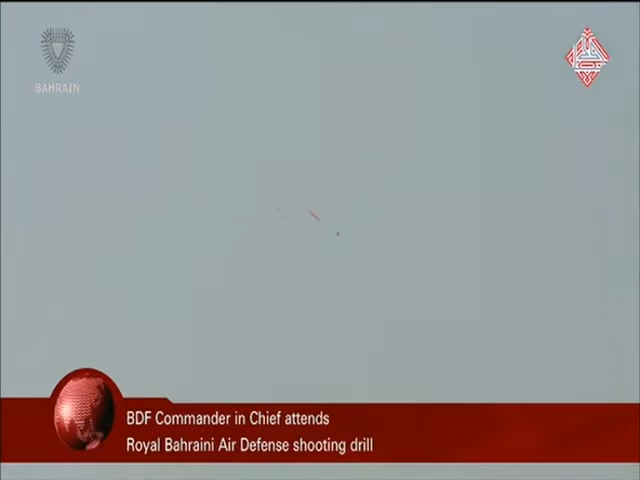 BAHRAIN
BDF Commander in Chief attends
Royal Bahraini Air Defense shooting drill